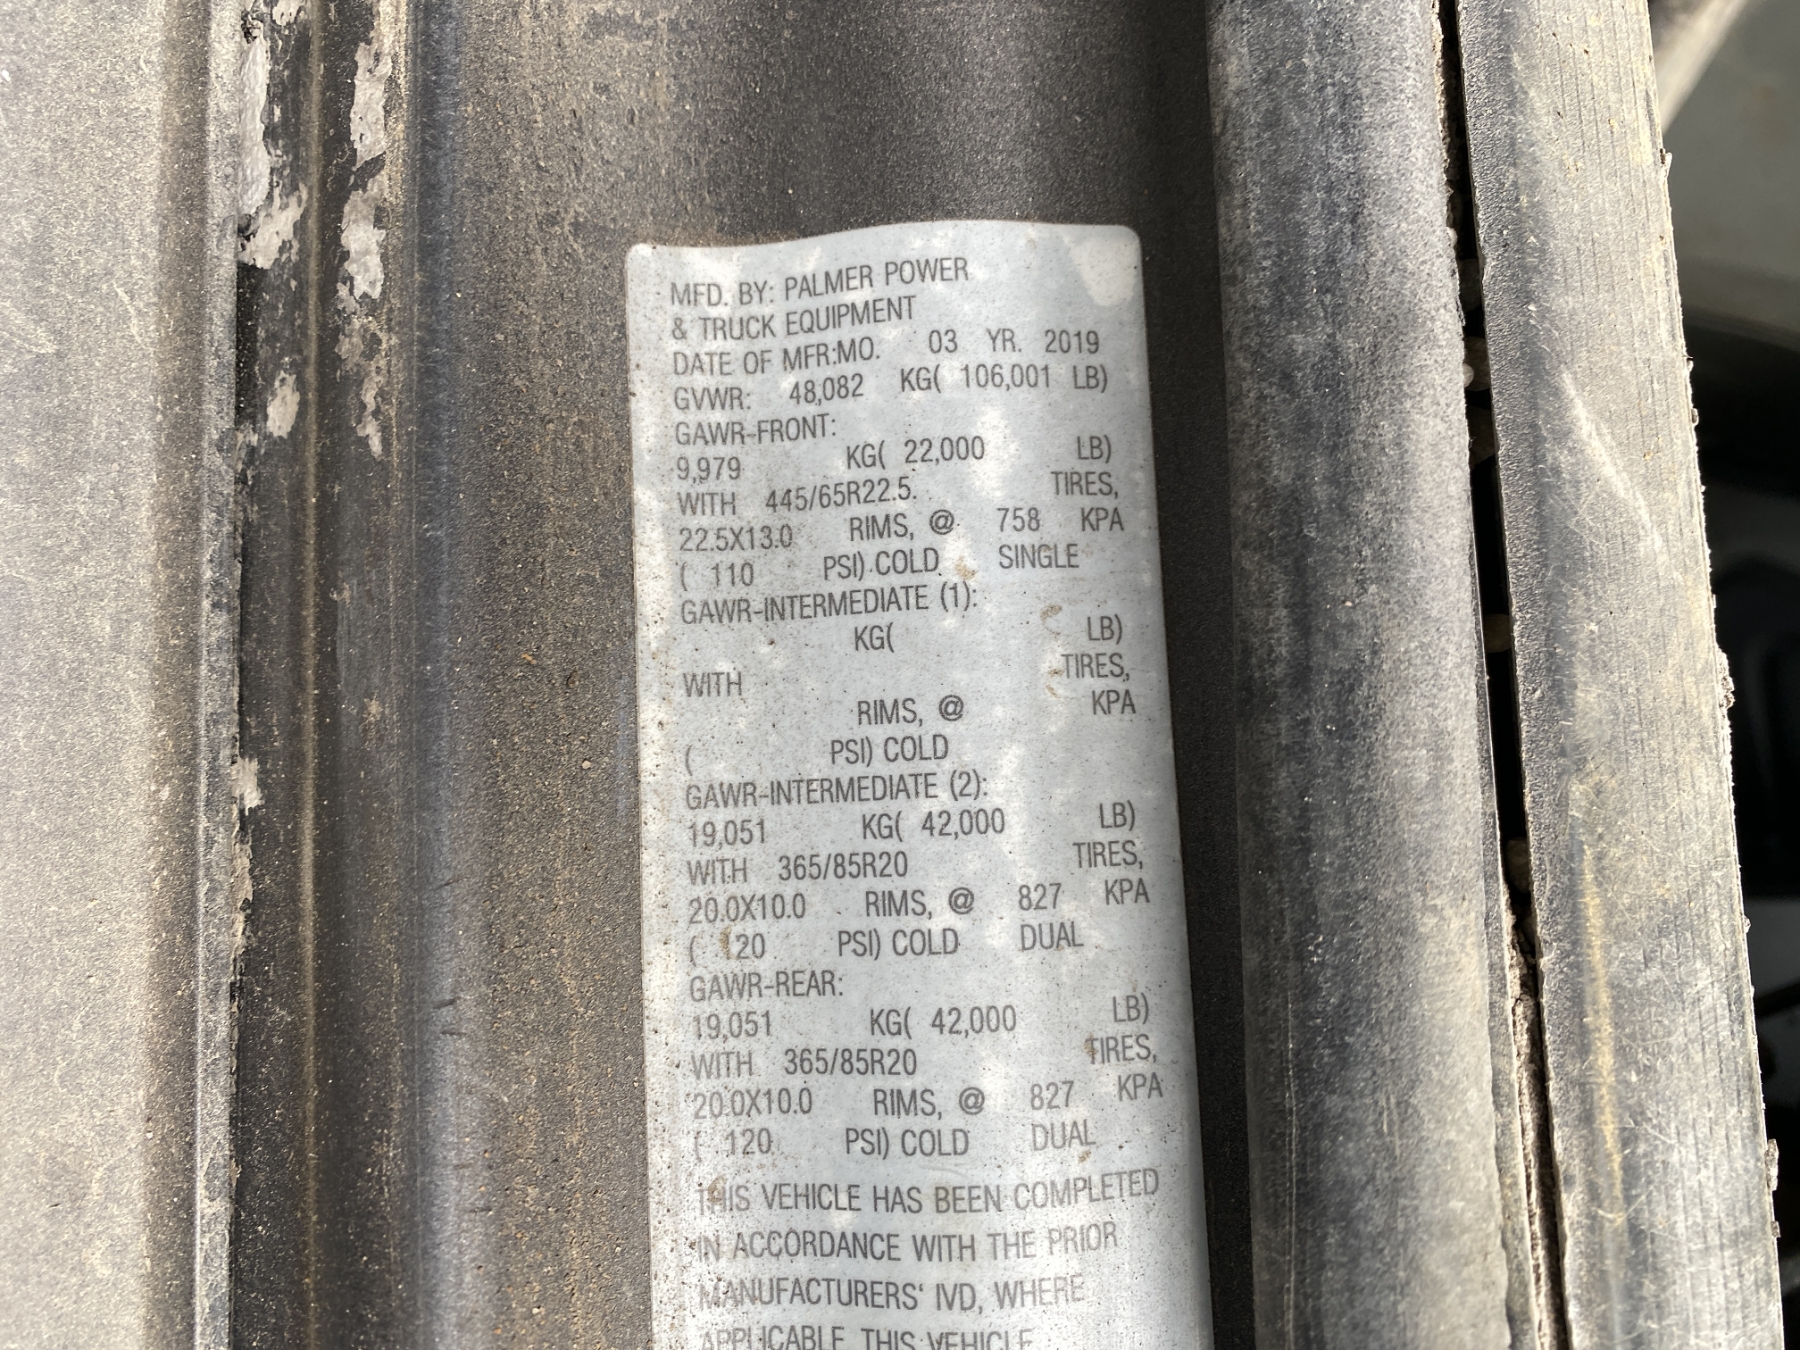 MFD. BY: PALMER POWER
& TRUCK EQUIPMENT
DATE OF MFR:MO. 03 YR. 2019
GVWR: 48,082 KG( 106,001 LB)
GAWR-FRONT:
9,979 KG( 22,000 LB)
WITH 445/65R22.5. TIRES,
22.5X13.0 RIMS, @ 758 KPA
( 110 PSI) COLD SINGLE
GAWR-INTERMEDIATE (1):
KG( LB)
WITH TIRES,
RIMS, @ KPA
( PSI) COLD
GAWR-INTERMEDIATE (2):
19,051 KG( 42,000 LB)
WITH 365/85R20 TIRES,
20.0X10.0 RIMS, @ 827 KPA
( 120 PSI) COLD DUAL
GAWR-REAR:
19,051 KG( 42,000 LB)
WITH 365/85R20 TIRES,
20.0X10.0 RIMS, @ 827 KPA
( 120 PSI) COLD DUAL
THIS VEHICLE HAS BEEN COMPLETED
IN ACCORDANCE WITH THE PRIOR
MANUFACTURERS' IVD, WHERE
APPLICABLE. THIS VEHICLE